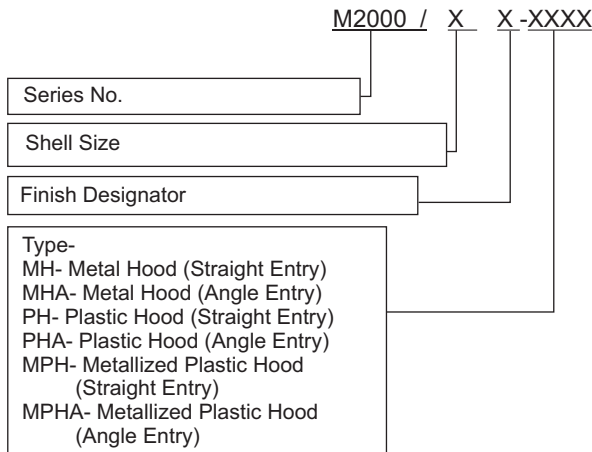 M2000 / X X -XXXX
Series No.
Shell Size
Finish Designator
Type-
MH- Metal Hood (Straight Entry)
MHA- Metal Hood (Angle Entry)
PH- Plastic Hood (Straight Entry)
PHA- Plastic Hood (Angle Entry)
MPH- Metallized Plastic Hood
(Straight Entry)
MPHA- Metallized Plastic Hood
(Angle Entry)